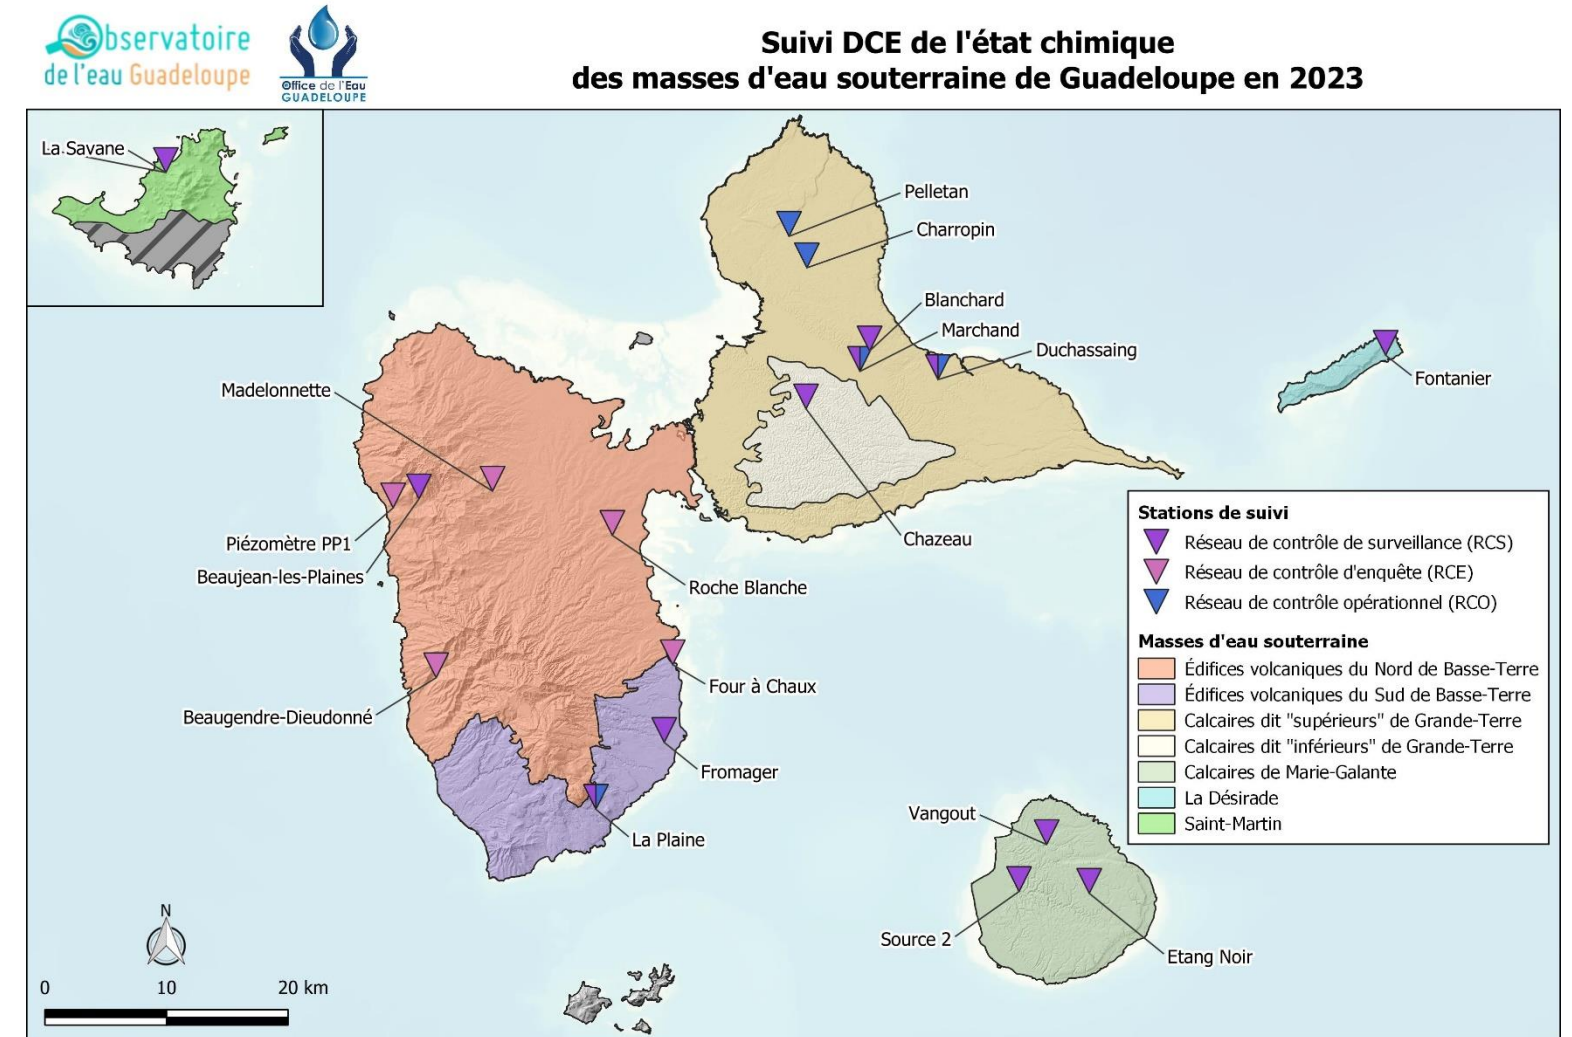 Observatoire
de l'eau Guadeloupe
Office de l'Eau
GUADELOUPE
Suivi DCE de l'état chimique
des masses d'eau souterraine de Guadeloupe en 2023
La Savane
Pelletan
Charropin
Blanchard
Marchand
Duchassaing
Fontanier
Madelonnette
Chazeau
Piézomètre PP1
Beaujean-les-Plaines
Roche Blanche
Four à Chaux
Beaugendre-Dieudonné
Fromager
La Plaine
Vangout
Source 2
Etang Noir
Stations de suivi
Réseau de contrôle de surveillance (RCS)
Réseau de contrôle d'enquête (RCE)
Réseau de contrôle opérationnel (RCO)
Masses d'eau souterraine
Édifices volcaniques du Nord de Basse-Terre
Édifices volcaniques du Sud de Basse-Terre
Calcaires dit "supérieurs" de Grande-Terre
Calcaires dit "inférieurs" de Grande-Terre
Calcaires de Marie-Galante
La Désirade
Saint-Martin
N
0 10 20 km